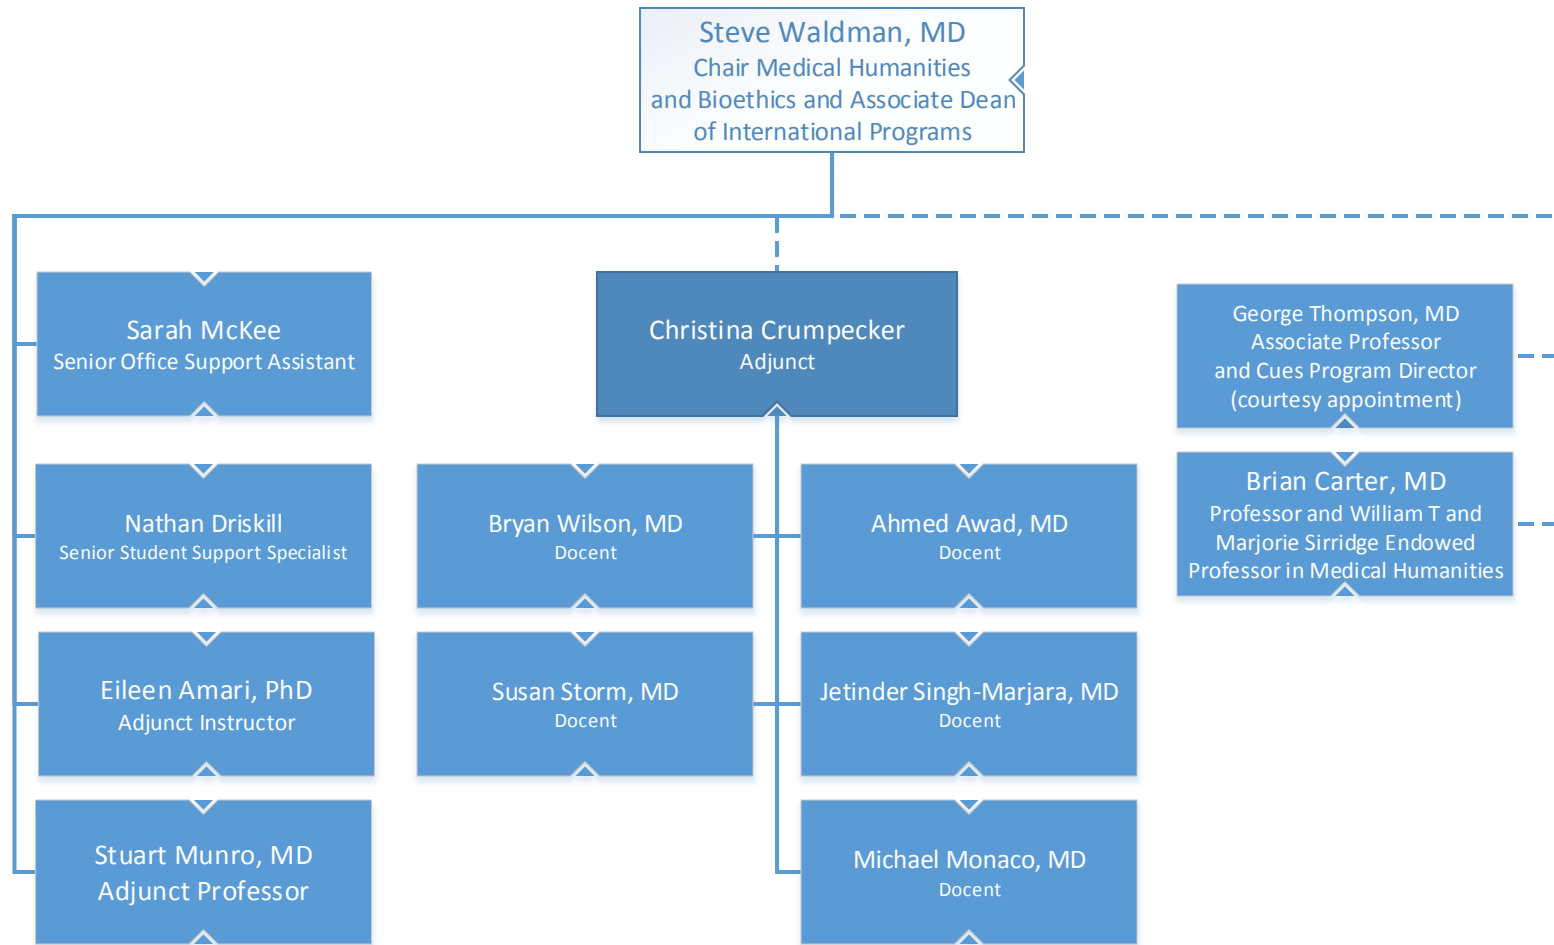 Steve Waldman, MD
Chair Medical Humanities
and Bioethics and Associate Dean
of International Programs
Sarah McKee
Senior Office Support Assistant
Christina Crumpecker
Adjunct
George Thompson, MD
Associate Professor
and Cues Program Director
(courtesy appointment)
Nathan Driskill
Senior Student Support Specialist
Bryan Wilson, MD
Docent
Ahmed Awad, MD
Docent
Brian Carter, MD
Professor and William T and
Marjorie Sirridge Endowed
Professor in Medical Humanities
Eileen Amari, PhD
Adjunct Instructor
Susan Storm, MD
Docent
Jetinder Singh-Marjara, MD
Docent
Stuart Munro, MD
Adjunct Professor
Michael Monaco, MD
Docent